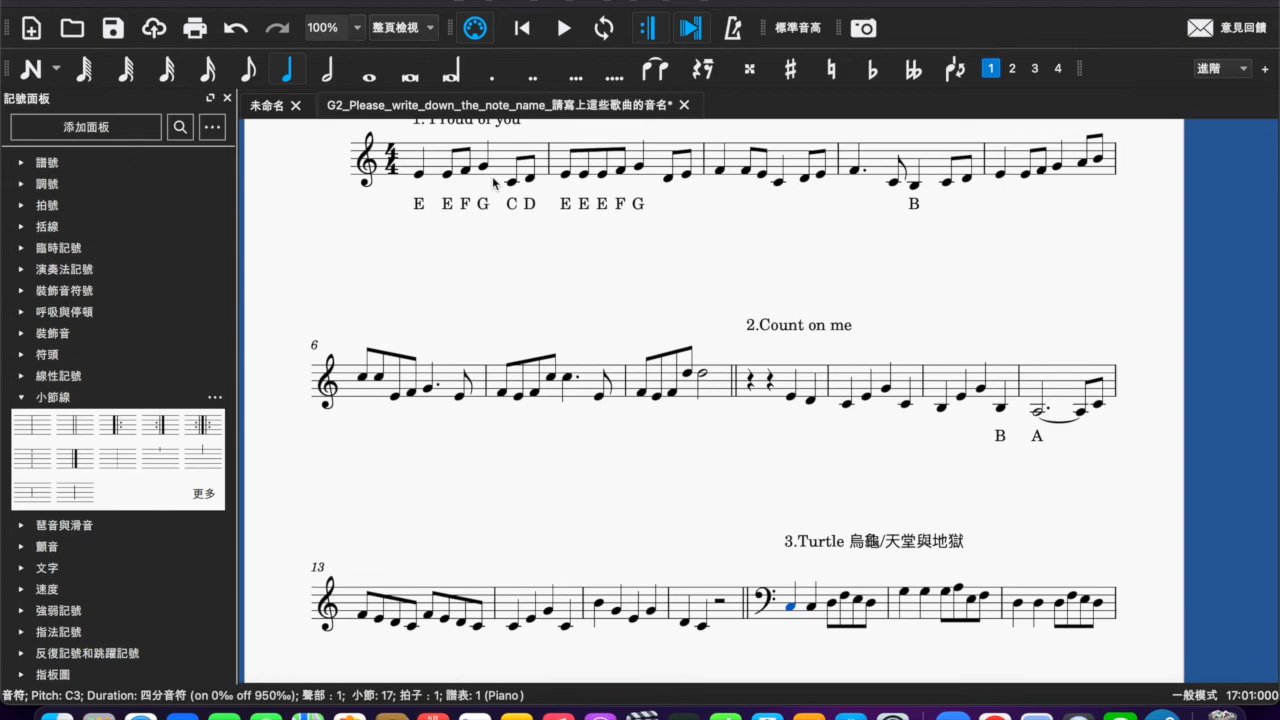 100%
整頁檢視
標準音高
意見回饋
1 2 3 4
進階
記號面板
未命名
G2_Please_write_down_the_note_name_請寫上這些歌曲的音名*
添加面板
1. Proud of you
譜號
調號
拍號
括線
臨時記號
演奏法記號
裝飾音符號
呼吸與停頓
裝飾音
符頭
線性記號
小節線
更多
琶音與滑音
顫音
文字
速度
強弱記號
指法記號
反復記號和跳躍記號
指板圖
4
4
E E F G C D E E E F G B
2.Count on me
6
B A
3.Turtle 烏龜/天堂與地獄
13
音符; Pitch: C3; Duration: 四分音符 (on 0‰ off 950‰); 聲部：1; 小節: 17; 拍子：1; 譜表: 1 (Piano)
一般模式 17:01:000